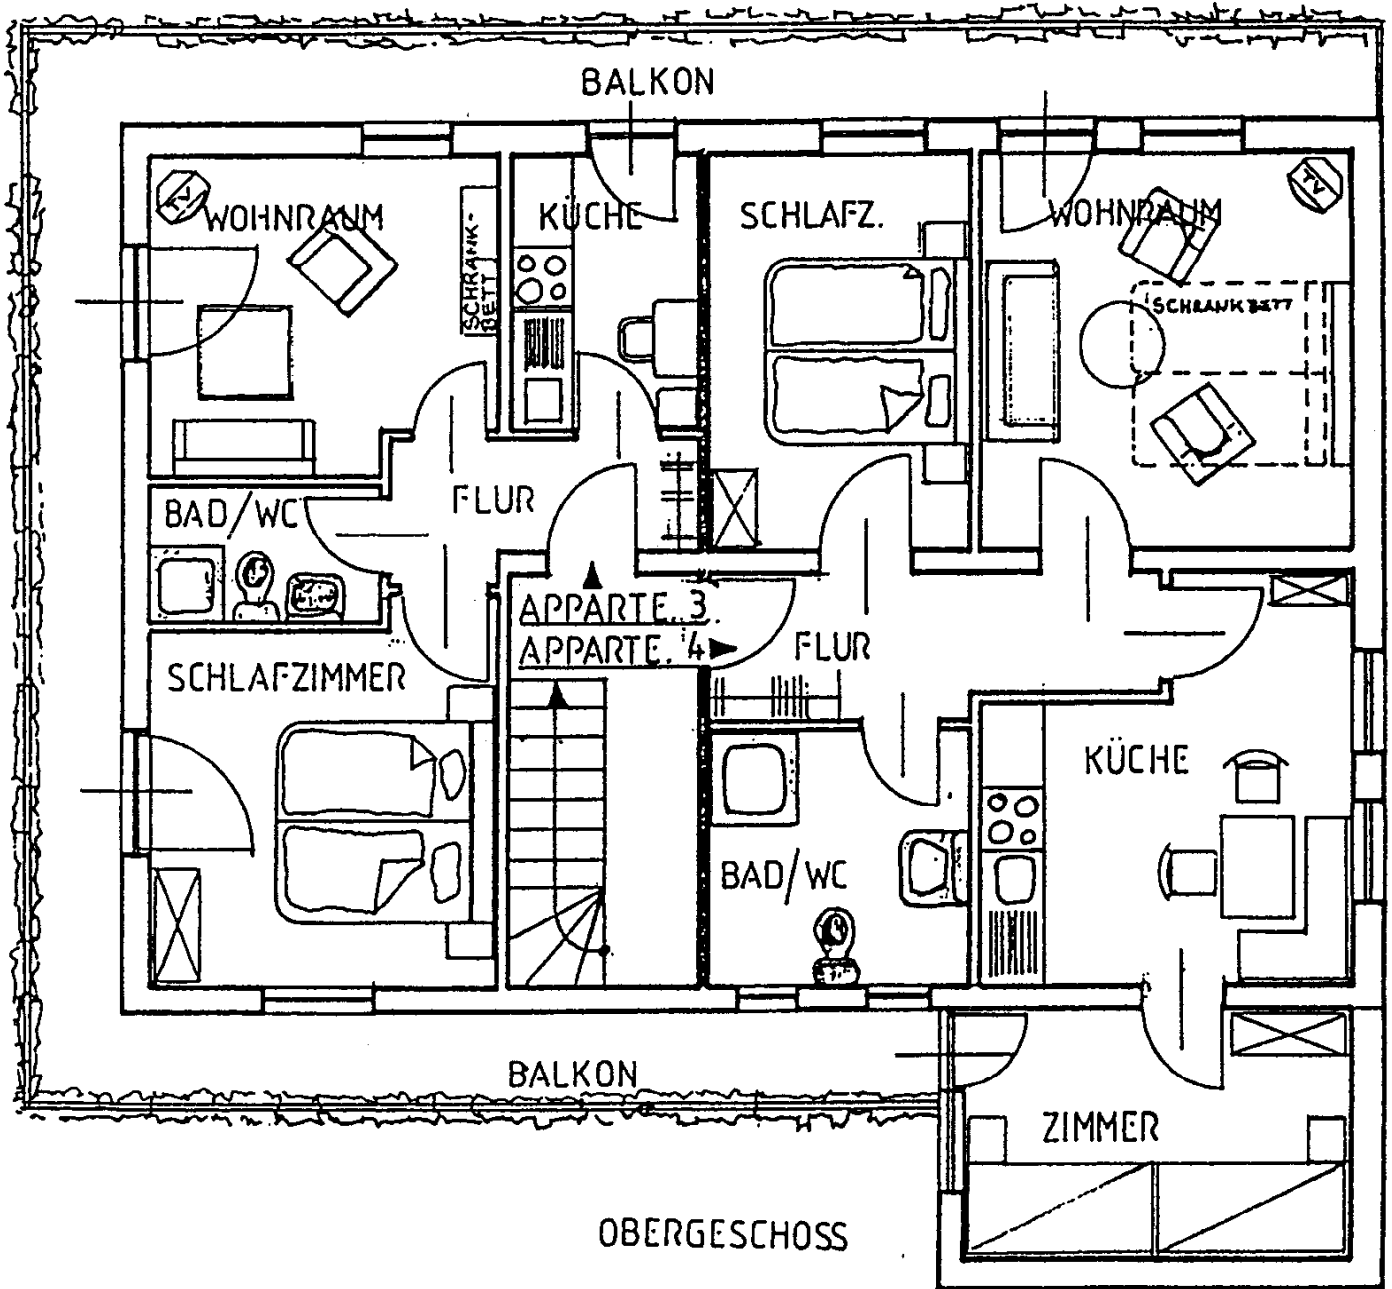 BALKON
TV
WOHNRAUM
SCHRANK-
BETT
KÜCHE
SCHLAFZ.
WOHNRAUM
TV
SCHRANKBETT
BAD/WC
FLUR
APPARTE. 3.
APPARTE. 4
FLUR
SCHLAFZIMMER
KÜCHE
BAD/WC
BALKON
ZIMMER
OBERGESCHOSS